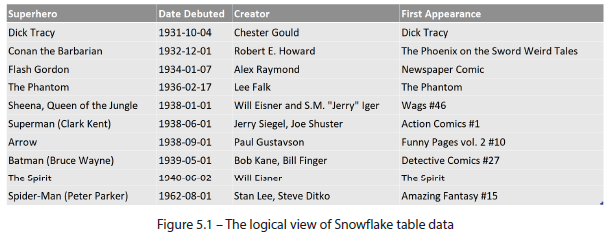 Superhero Date Debuted Creator First Appearance
Dick Tracy 1931-10-04 Chester Gould Dick Tracy
Conan the Barbarian 1932-12-01 Robert E. Howard The Phoenix on the Sword Weird Tales
Flash Gordon 1934-01-07 Alex Raymond Newspaper Comic
The Phantom 1936-02-17 Lee Falk The Phantom
Sheena, Queen of the Jungle 1938-01-01 Will Eisner and S.M. "Jerry" Iger Wags #46
Superman (Clark Kent) 1938-06-01 Jerry Siegel, Joe Shuster Action Comics #1
Arrow 1938-09-01 Paul Gustavson Funny Pages vol. 2 #10
Batman (Bruce Wayne) 1939-05-01 Bob Kane, Bill Finger Detective Comics #27
The Spirit 1940-06-02 Will Eisner The Spirit
Spider-Man (Peter Parker) 1962-08-01 Stan Lee, Steve Ditko Amazing Fantasy #15
Figure 5.1 – The logical view of Snowflake table data